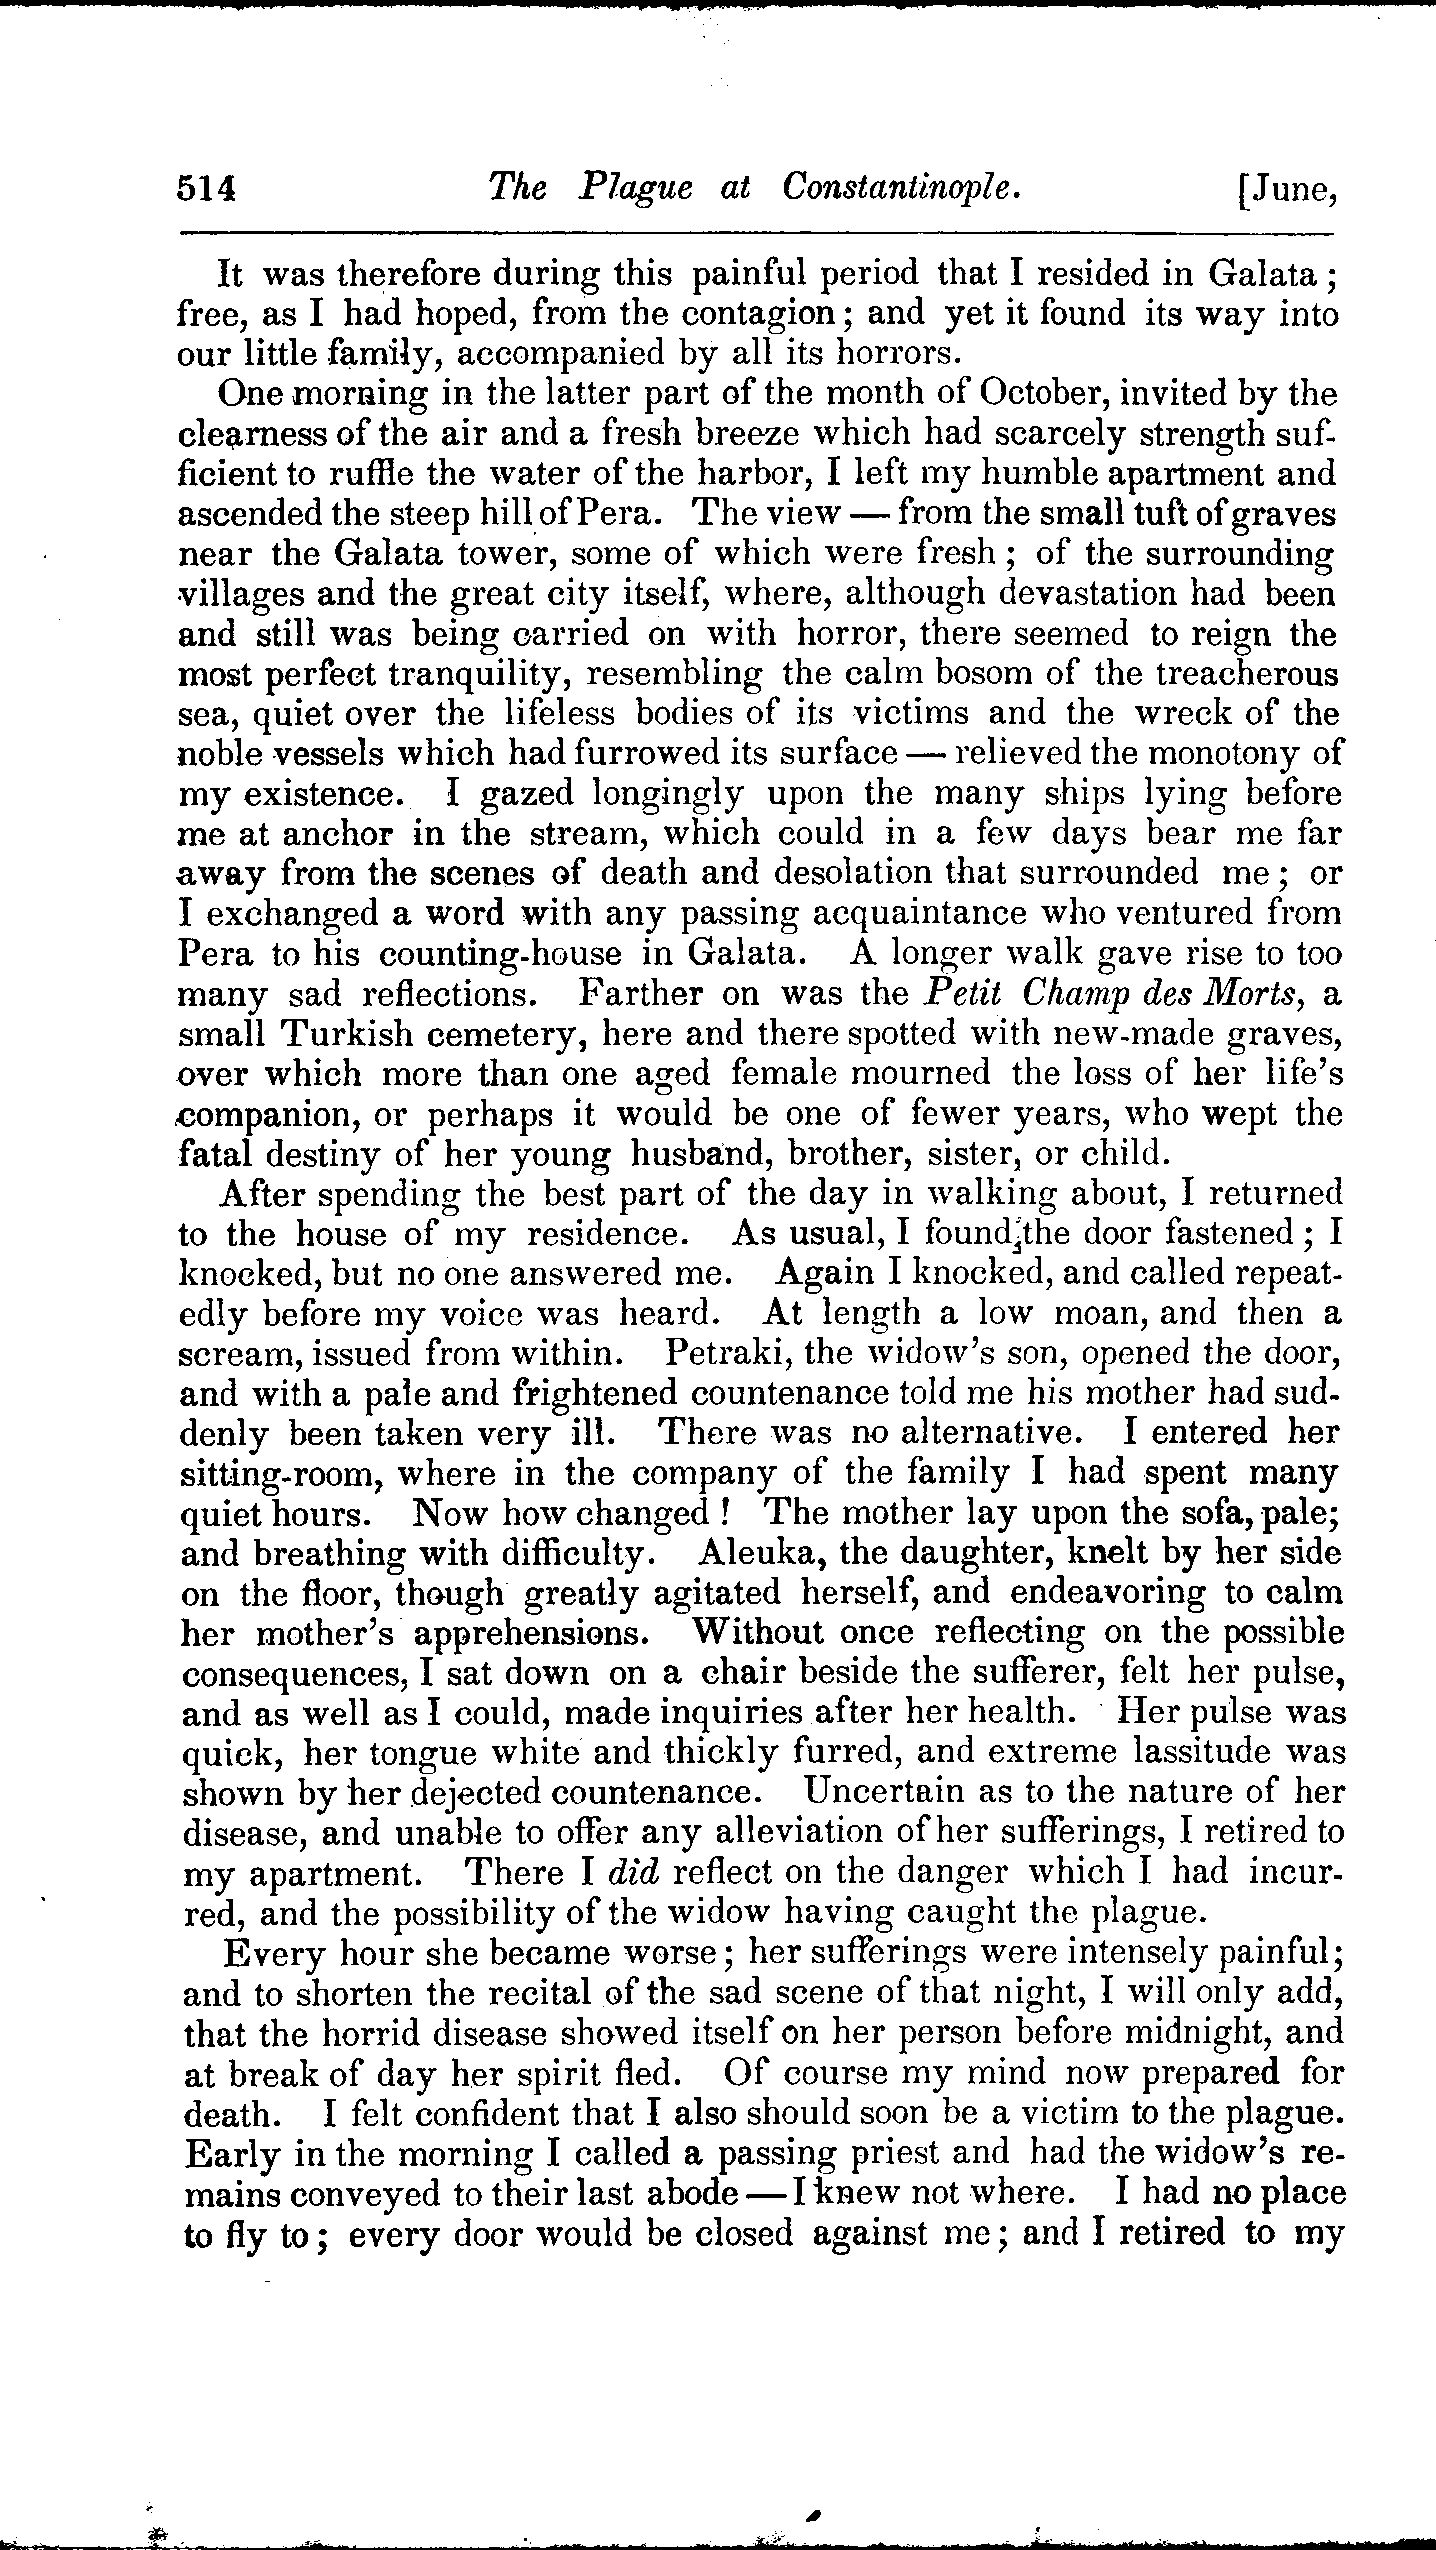 514 The Plague at Constantinople. [June,
It was therefore during this painful period that I resided in Galata;
free, as I had hoped, from the contagion; and yet it found its way into
our little family, accompanied by all its horrors.
One morning in the latter part of the month of October, invited by the
clearness of the air and a fresh breeze which had scarcely strength suf-
ficient to ruffle the water of the harbor, I left my humble apartment and
ascended the steep hill of Pera. The view — from the small tuft of graves
near the Galata tower, some of which were fresh; of the surrounding
villages and the great city itself, where, although devastation had been
and still was being carried on with horror, there seemed to reign the
most perfect tranquility, resembling the calm bosom of the treacherous
sea, quiet over the lifeless bodies of its victims and the wreck of the
noble vessels which had furrowed its surface — relieved the monotony of
my existence. I gazed longingly upon the many ships lying before
me at anchor in the stream, which could in a few days bear me far
away from the scenes of death and desolation that surrounded me; or
I exchanged a word with any passing acquaintance who ventured from
Pera to his counting-house in Galata. A longer walk gave rise to too
many sad reflections. Farther on was the Petit Champ des Morts, a
small Turkish cemetery, here and there spotted with new-made graves,
over which more than one aged female mourned the loss of her life's
companion, or perhaps it would be one of fewer years, who wept the
fatal destiny of her young husband, brother, sister, or child.
After spending the best part of the day in walking about, I returned
to the house of my residence. As usual, I found the door fastened; I
knocked, but no one answered me. Again I knocked, and called repeat-
edly before my voice was heard. At length a low moan, and then a
scream, issued from within. Petraki, the widow's son, opened the door,
and with a pale and frightened countenance told me his mother had sud-
denly been taken very ill. There was no alternative. I entered her
sitting-room, where in the company of the family I had spent many
quiet hours. Now how changed! The mother lay upon the sofa, pale;
and breathing with difficulty. Aleuka, the daughter, knelt by her side
on the floor, though greatly agitated herself, and endeavoring to calm
her mother's apprehensions. Without once reflecting on the possible
consequences, I sat down on a chair beside the sufferer, felt her pulse,
and as well as I could, made inquiries after her health. Her pulse was
quick, her tongue white and thickly furred, and extreme lassitude was
shown by her dejected countenance. Uncertain as to the nature of her
disease, and unable to offer any alleviation of her sufferings, I retired to
my apartment. There I did reflect on the danger which I had incur-
red, and the possibility of the widow having caught the plague.
Every hour she became worse; her sufferings were intensely painful;
and to shorten the recital of the sad scene of that night, I will only add,
that the horrid disease showed itself on her person before midnight, and
at break of day her spirit fled. Of course my mind now prepared for
death. I felt confident that I also should soon be a victim to the plague.
Early in the morning I called a passing priest and had the widow's re-
mains conveyed to their last abode — I knew not where. I had no place
to fly to; every door would be closed against me; and I retired to my